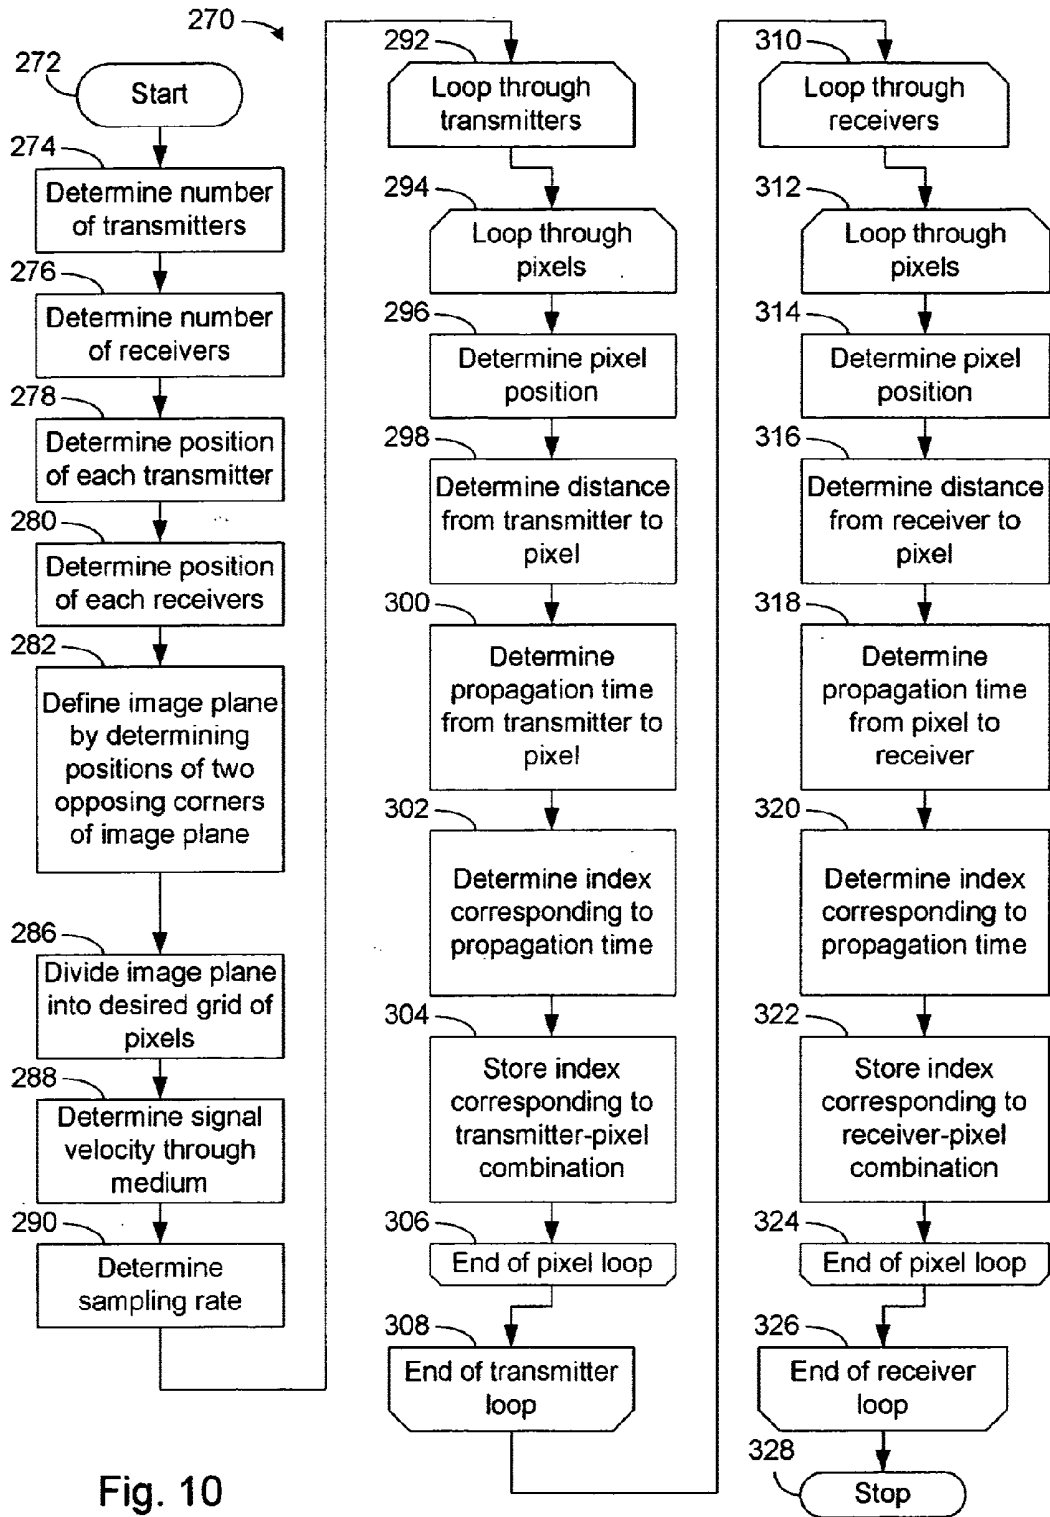 270
272
Start
274
Determine number
of transmitters
276
Determine number
of receivers
278
Determine position
of each transmitter
280
Determine position
of each receivers
282
Define image plane
by determining
positions of two
opposing corners
of image plane
286
Divide image plane
into desired grid of
pixels
288
Determine signal
velocity through
medium
290
Determine
sampling rate
292
Loop through
transmitters
294
Loop through
pixels
296
Determine pixel
position
298
Determine distance
from transmitter to
pixel
300
Determine
propagation time
from transmitter to
pixel
302
Determine index
corresponding to
propagation time
304
Store index
corresponding to
transmitter-pixel
combination
306
End of pixel loop
308
End of transmitter
loop
310
Loop through
receivers
312
Loop through
pixels
314
Determine pixel
position
316
Determine distance
from receiver to
pixel
318
Determine
propagation time
from pixel to
receiver
320
Determine index
corresponding to
propagation time
322
Store index
corresponding to
receiver-pixel
combination
324
End of pixel loop
326
End of receiver
loop
328
Stop
Fig. 10